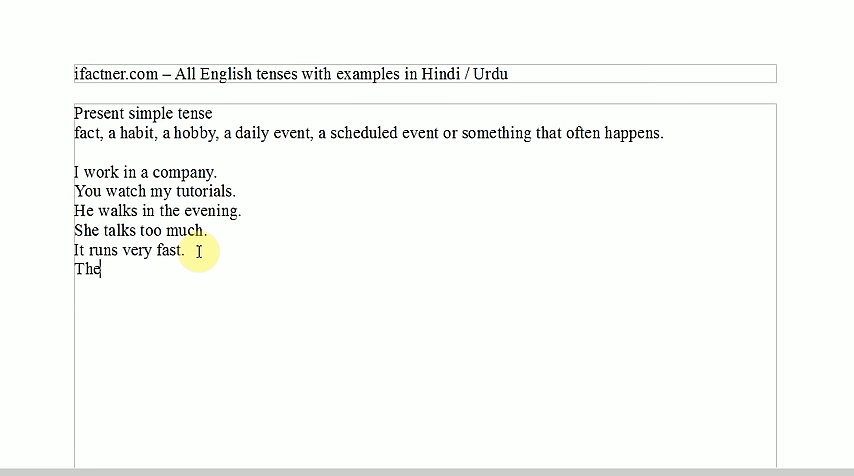 ifactner.com – All English tenses with examples in Hindi / Urdu
Present simple tense
fact, a habit, a hobby, a daily event, a scheduled event or something that often happens.
I work in a company.
You watch my tutorials.
He walks in the evening.
She talks too much.
It runs very fast.
The